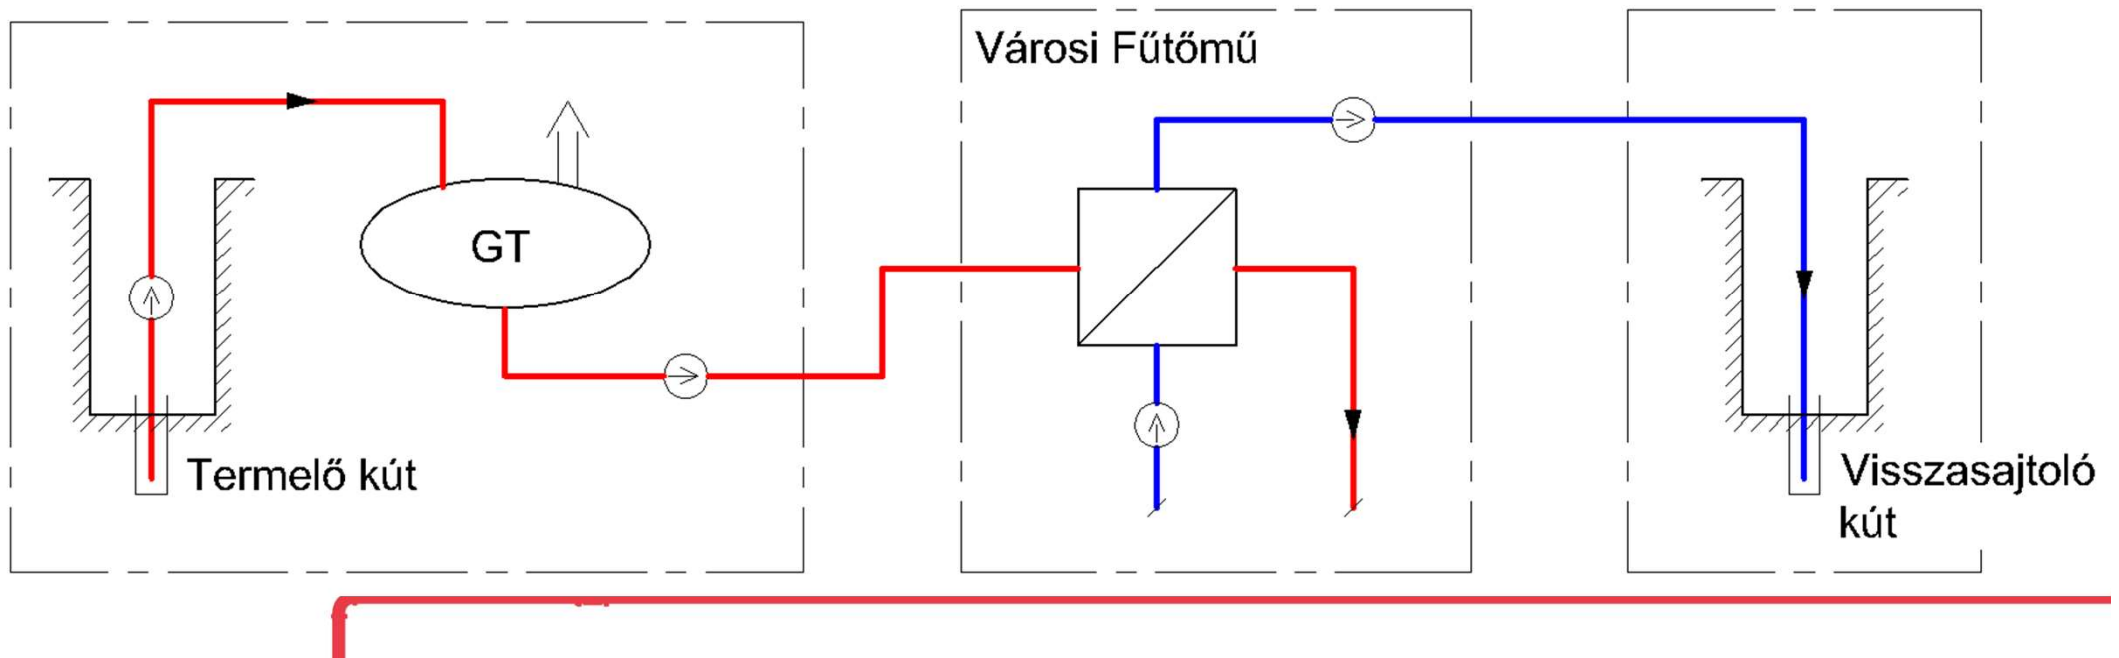 Városi Fűtőmű
GT
Termelő kút
Visszasajtoló
kút